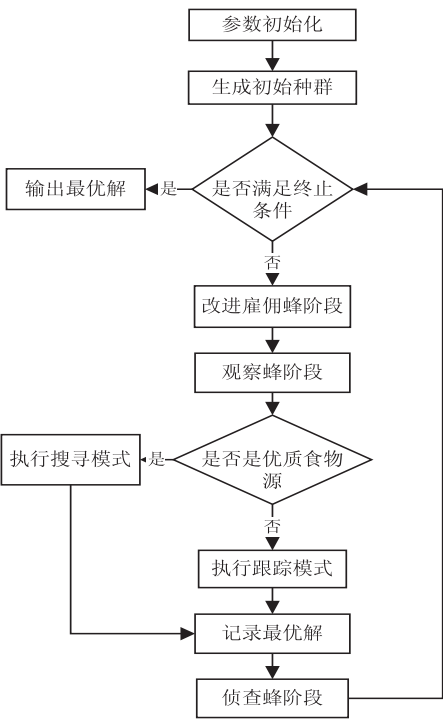 参数初始化
生成初始种群
是否满足终止
条件
是
输出最优解
否
改进雇佣蜂阶段
观察蜂阶段
是否是优质食物
源
是
执行搜寻模式
否
执行跟踪模式
记录最优解
侦查蜂阶段